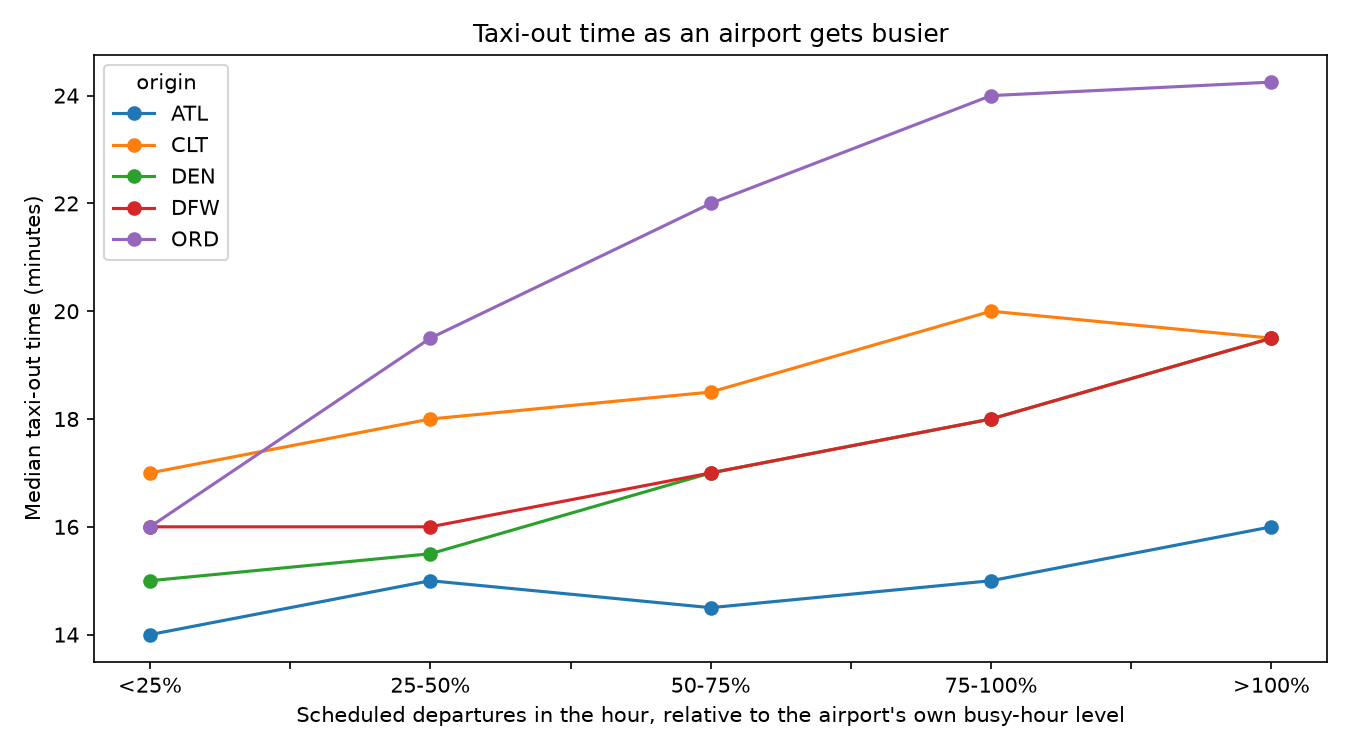 Taxi-out time as an airport gets busier
origin
ATL
CLT
DEN
DFW
ORD
Median taxi-out time (minutes)
24
22
20
18
16
14
<25%
25-50%
50-75%
75-100%
>100%
Scheduled departures in the hour, relative to the airport's own busy-hour level